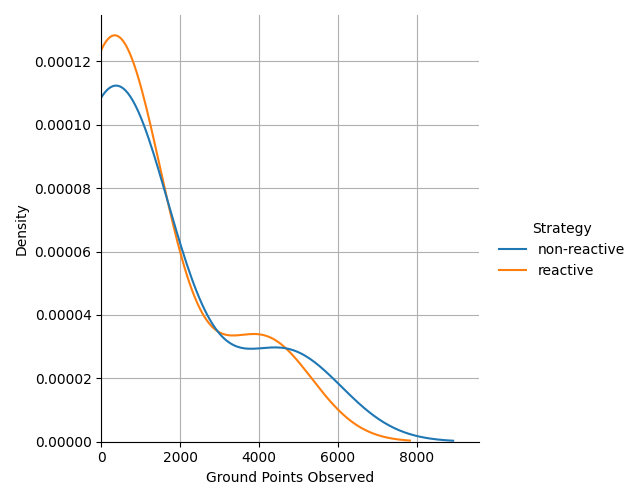 0.00012
0.00010
0.00008
0.00006
0.00004
0.00002
0.00000
Density
0 2000 4000 6000 8000
Ground Points Observed
Strategy
non-reactive
reactive